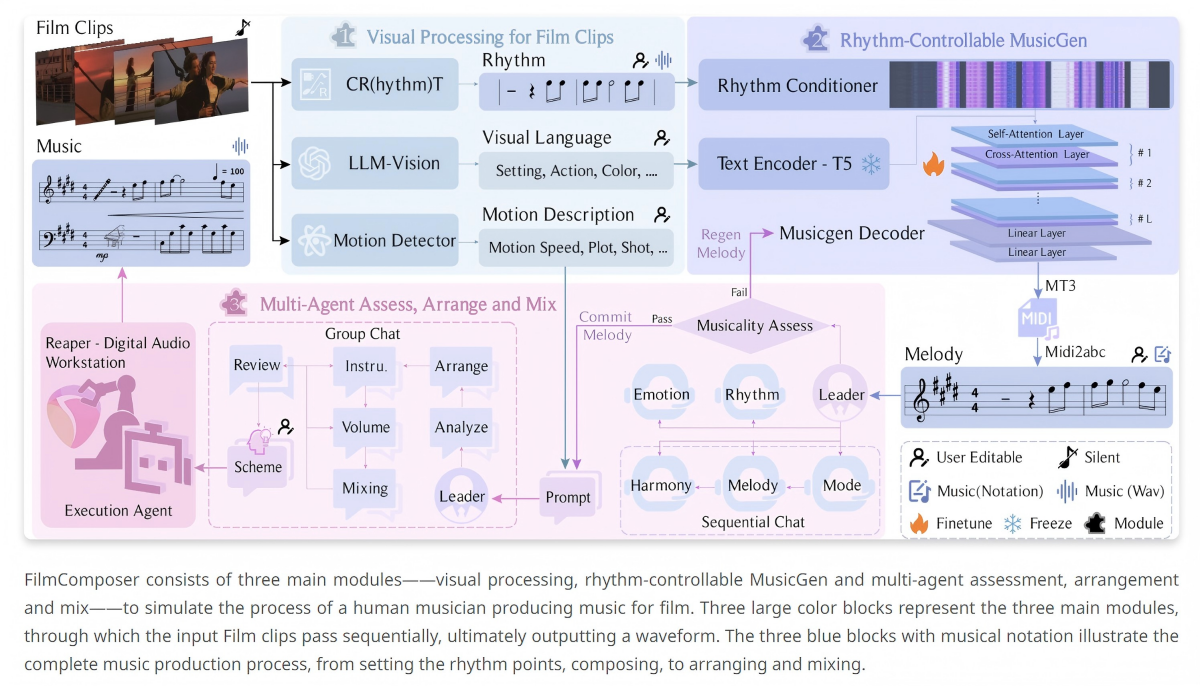 Film Clips
1 Visual Processing for Film Clips
2 Rhythm-Controllable MusicGen
CR(hythm)T
Rhythm
Rhythm Conditioner
Music
= 100
4 4
4 4
mp
LLM-Vision
Visual Language
Setting, Action, Color, ....
Text Encoder - T5
Self-Attention Layer
Cross-Attention Layer
# 1
# 2
# L
Linear Layer
Linear Layer
Motion Detector
Motion Description
Motion Speed, Plot, Shot, ...
Regen
Melody
Musicgen Decoder
MT3
MIDI
Midi2abc
Melody
4 4
3 Multi-Agent Assess, Arrange and Mix
Fail
Pass
Musicality Assess
Commit
Melody
Reaper - Digital Audio
Workstation
Execution Agent
Group Chat
Review
Instru.
Arrange
Volume
Analyze
Scheme
Mixing
Leader
Prompt
Emotion
Rhythm
Leader
Harmony
Melody
Mode
Sequential Chat
User Editable
Silent
Music(Notation)
Music (Wav)
Finetune
Freeze
Module
FilmComposer consists of three main modules——visual processing, rhythm-controllable MusicGen and multi-agent assessment, arrangement
and mix——to simulate the process of a human musician producing music for film. Three large color blocks represent the three main modules,
through which the input Film clips pass sequentially, ultimately outputting a waveform. The three blue blocks with musical notation illustrate the
complete music production process, from setting the rhythm points, composing, to arranging and mixing.